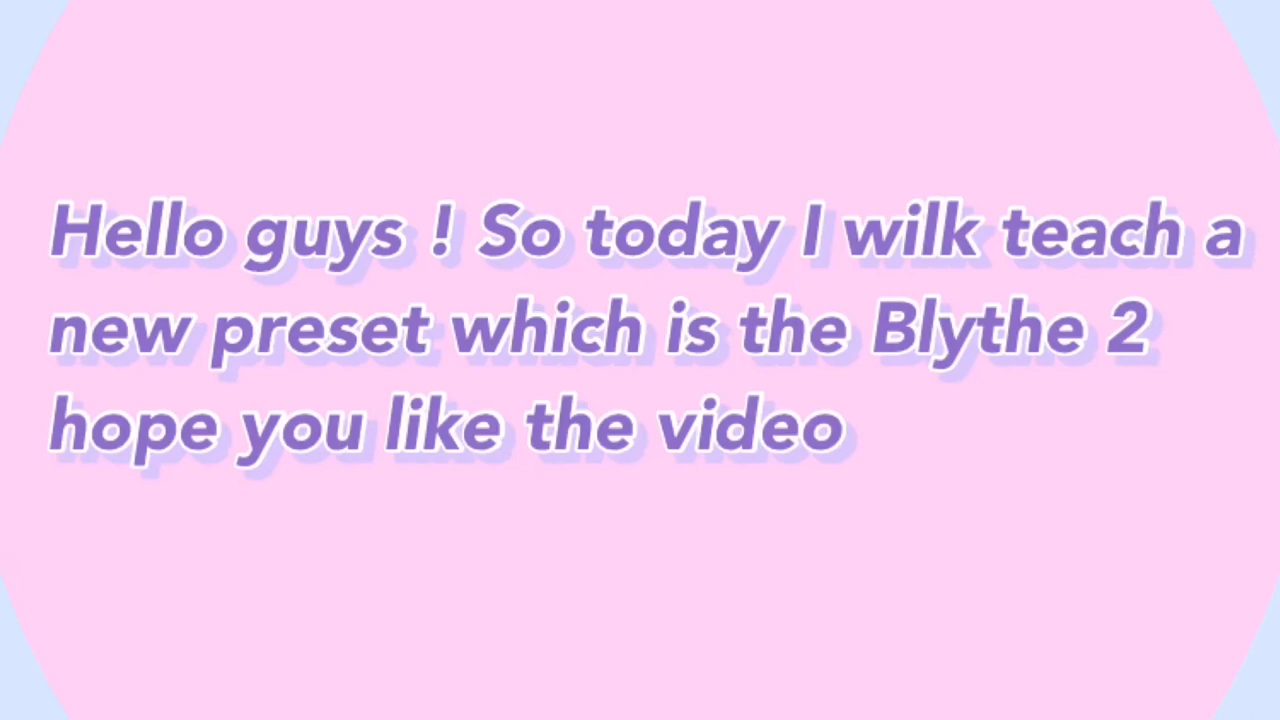 Hello guys ! So today I wilk teach a
new preset which is the Blythe 2
hope you like the video